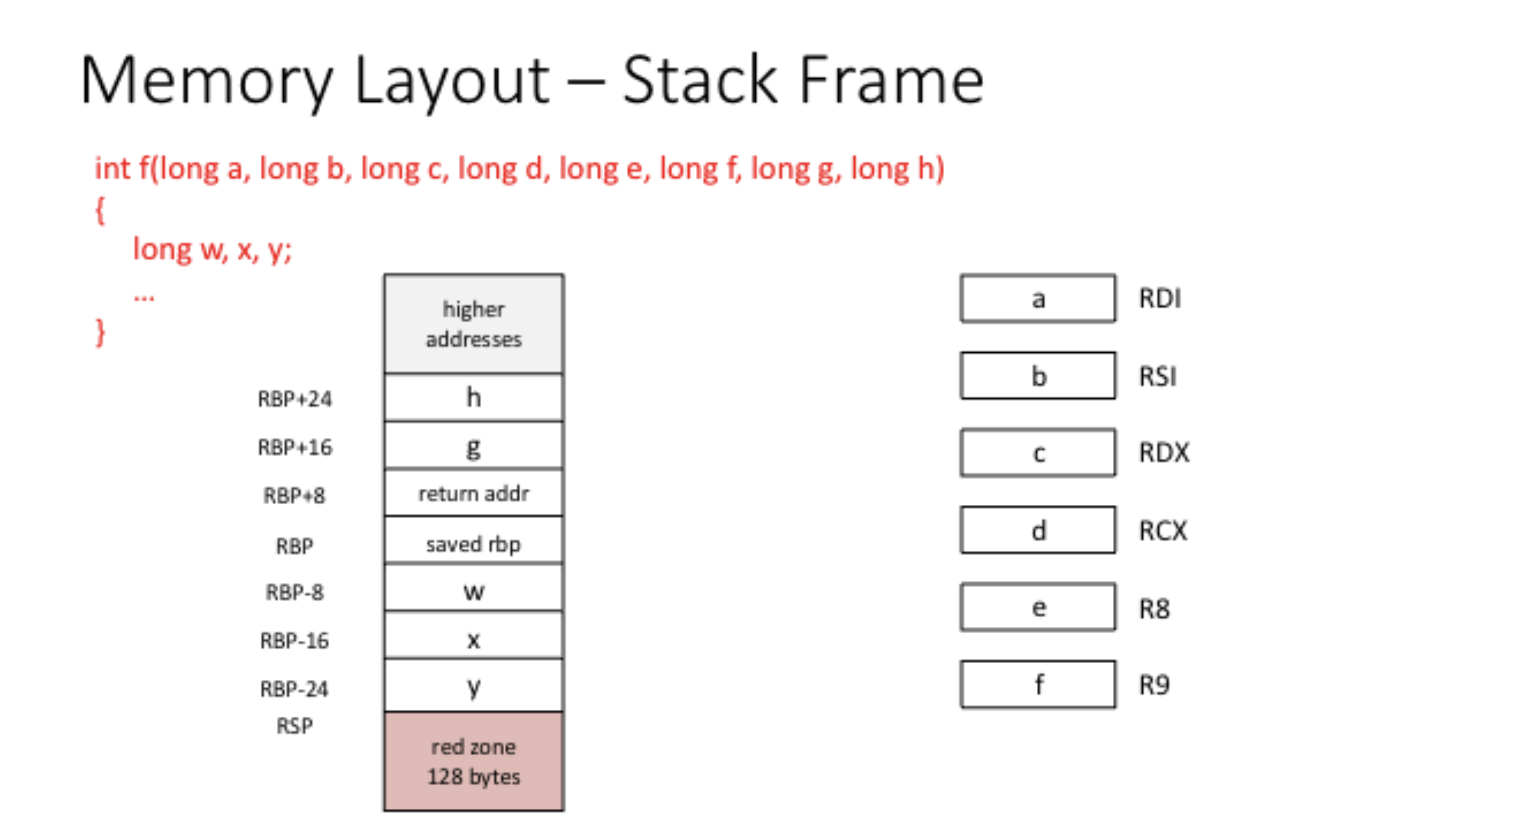 Memory Layout – Stack Frame
int f(long a, long b, long c, long d, long e, long f, long g, long h)
{
long w, x, y;
...
}
higher
addresses
RBP+24 h
RBP+16 g
RBP+8 return addr
RBP saved rbp
RBP-8 w
RBP-16 x
RBP-24 y
RSP
red zone
128 bytes
a RDI
b RSI
c RDX
d RCX
e R8
f R9